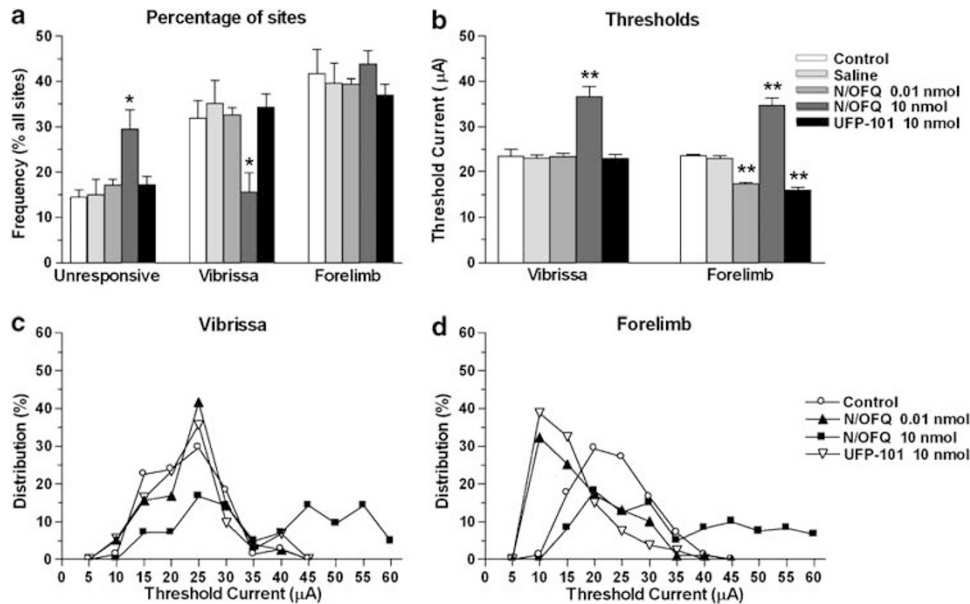 a Percentage of sites
Frequency (% all sites)
50
40
30
20
10
0
*
*
Unresponsive Vibrissa Forelimb
b Thresholds
Threshold Current (µA)
50
40
30
20
10
0
**
**
**
**
Vibrissa Forelimb
Control
Saline
N/OFQ 0.01 nmol
N/OFQ 10 nmol
UFP-101 10 nmol
c Vibrissa
Distribution (%)
60
50
40
30
20
10
0
0 5 10 15 20 25 30 35 40 45 50 55 60
Threshold Current (µA)
d Forelimb
Distribution (%)
60
50
40
30
20
10
0
0 5 10 15 20 25 30 35 40 45 50 55 60
Threshold Current (µA)
Control
N/OFQ 0.01 nmol
N/OFQ 10 nmol
UFP-101 10 nmol